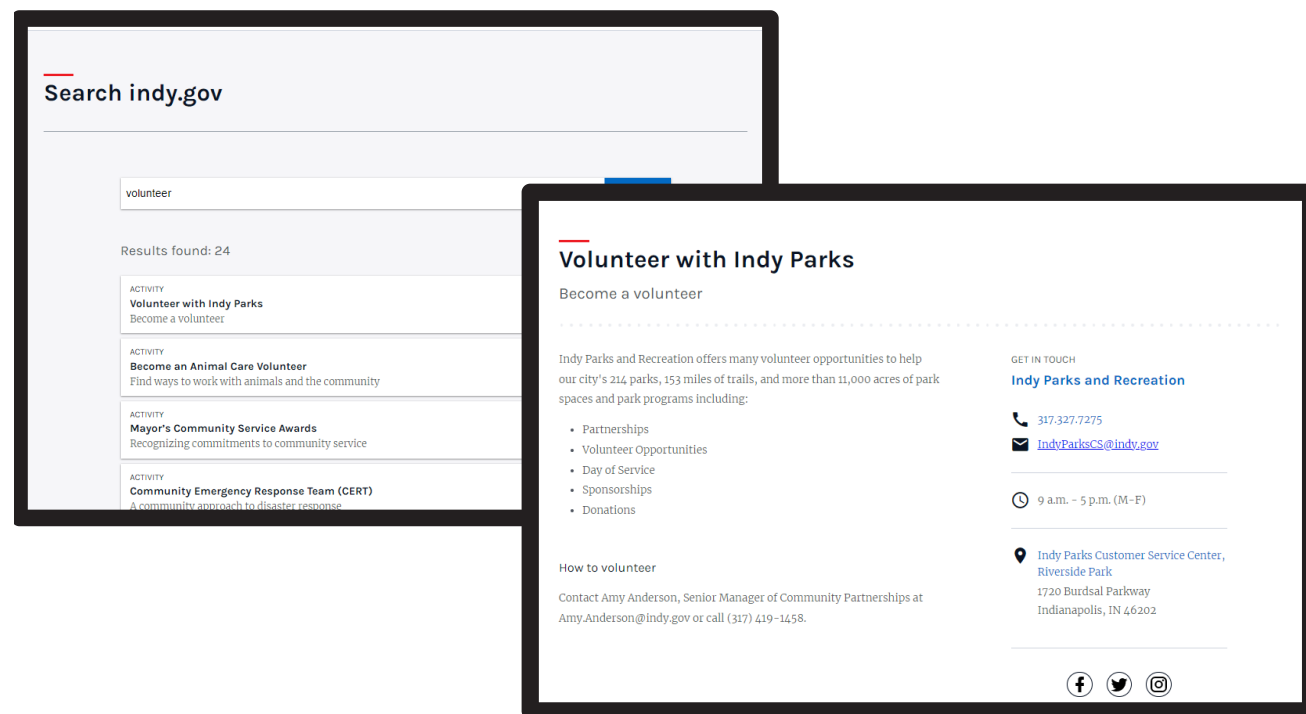 Search indy.gov
volunteer
Results found: 24
ACTIVITY
Volunteer with Indy Parks
Become a volunteer
ACTIVITY
Become an Animal Care Volunteer
Find ways to work with animals and the community
ACTIVITY
Mayor's Community Service Awards
Recognizing commitments to community service
ACTIVITY
Community Emergency Response Team (CERT)
A community approach to disaster response
Volunteer with Indy Parks
Become a volunteer
Indy Parks and Recreation offers many volunteer opportunities to help
our city's 214 parks, 153 miles of trails, and more than 11,000 acres of park
spaces and park programs including:
• Partnerships
• Volunteer Opportunities
• Day of Service
• Sponsorships
• Donations
How to volunteer
Contact Amy Anderson, Senior Manager of Community Partnerships at
Amy.Anderson@indy.gov or call (317) 419-1458.
GET IN TOUCH
Indy Parks and Recreation
317.327.7275
IndyParksCS@indy.gov
9 a.m. - 5 p.m. (M-F)
Indy Parks Customer Service Center,
Riverside Park
1720 Burdsal Parkway
Indianapolis, IN 46202